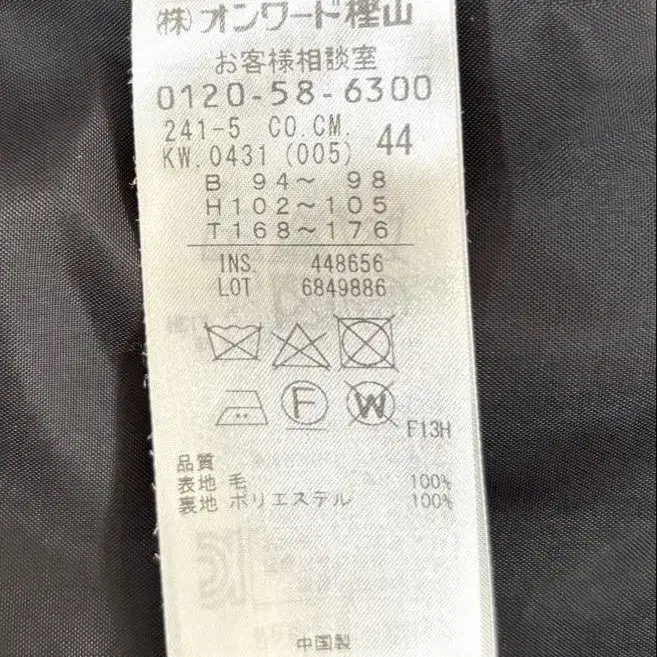 (株)オンワード樫山
お客様相談室
0120-58-6300
241-5 CO.CM.
KW.0431 (005) 44
B 94～ 98
H102～105
T168～176
INS. 448656
LOT 6849886
F
W
F13H
品質
表地 毛 100%
裏地 ポリエステル 100%
中国製